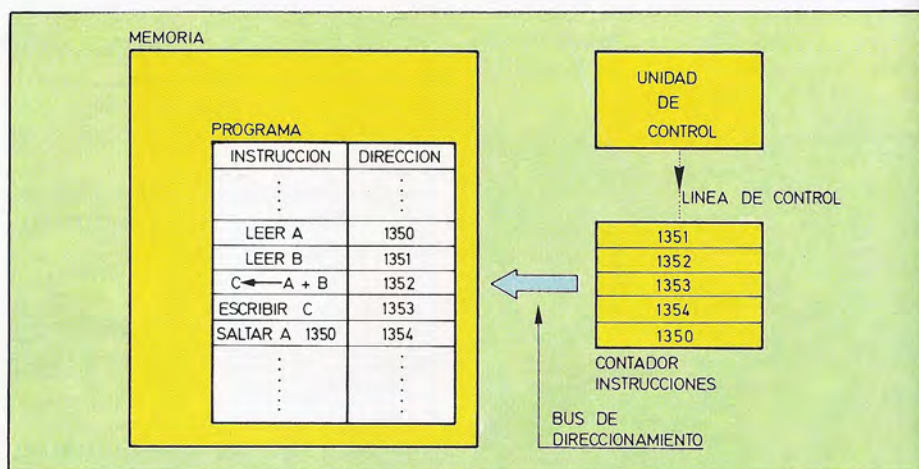 MEMORIA
PROGRAMA
INSTRUCCION DIRECCION
LEER A 1350
LEER B 1351
C ← A + B 1352
ESCRIBIR C 1353
SALTAR A 1350 1354
UNIDAD
DE
CONTROL
LINEA DE CONTROL
1351
1352
1353
1354
1350
CONTADOR
INSTRUCCIONES
BUS DE
DIRECCIONAMIENTO